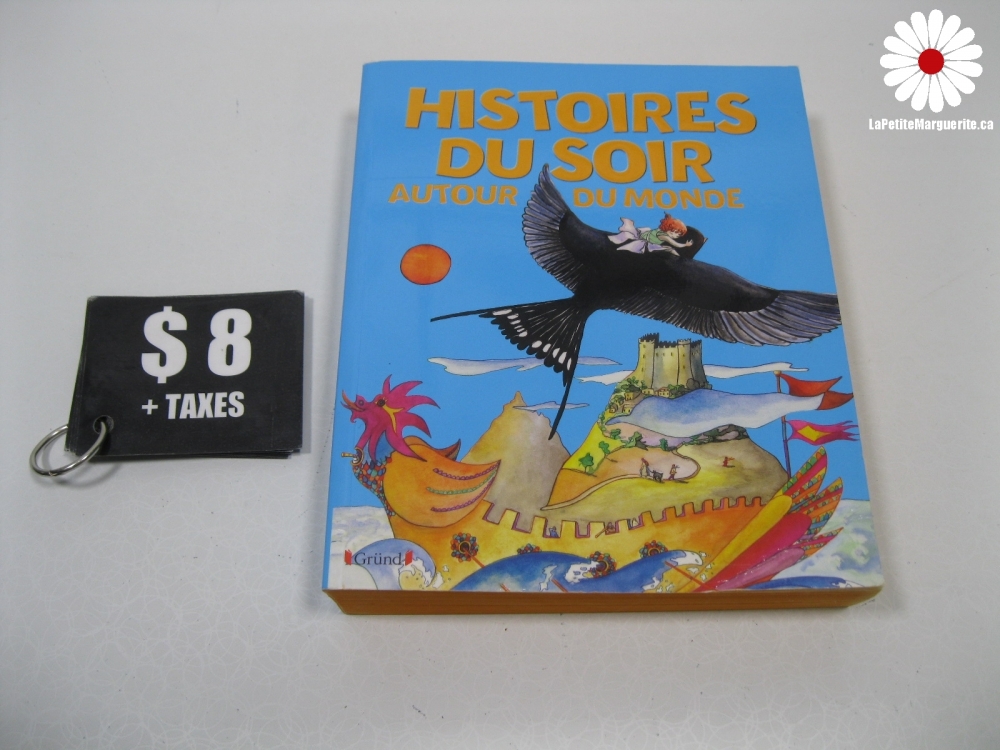 LaPetiteMarguerite.ca
HISTOIRES
DU SOIR
AUTOUR DU MONDE
$ 8
+ TAXES
Gründ